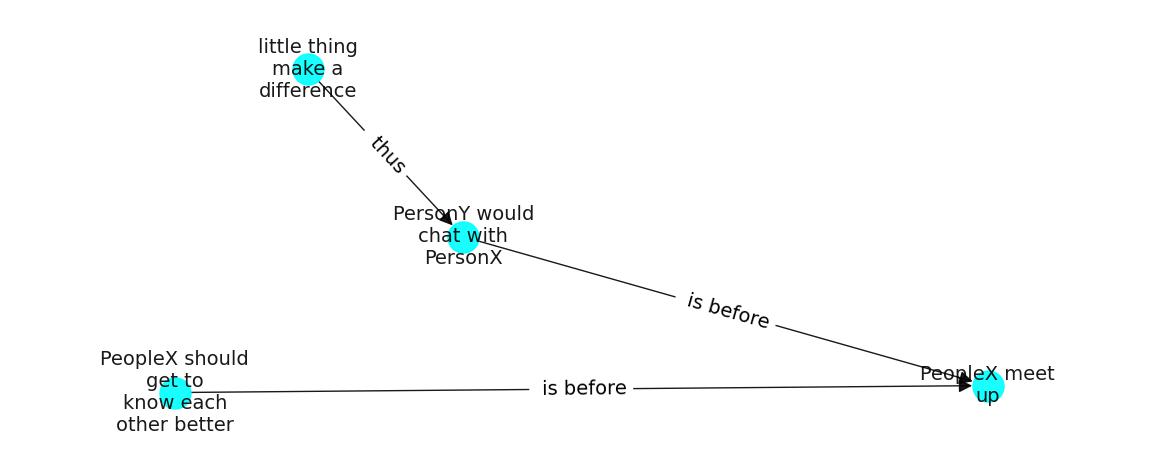 little thing
make a
difference
thus
PersonY would
chat with
PersonX
is before
PeopleX should
get to
know each
other better
is before
PeopleX meet
up